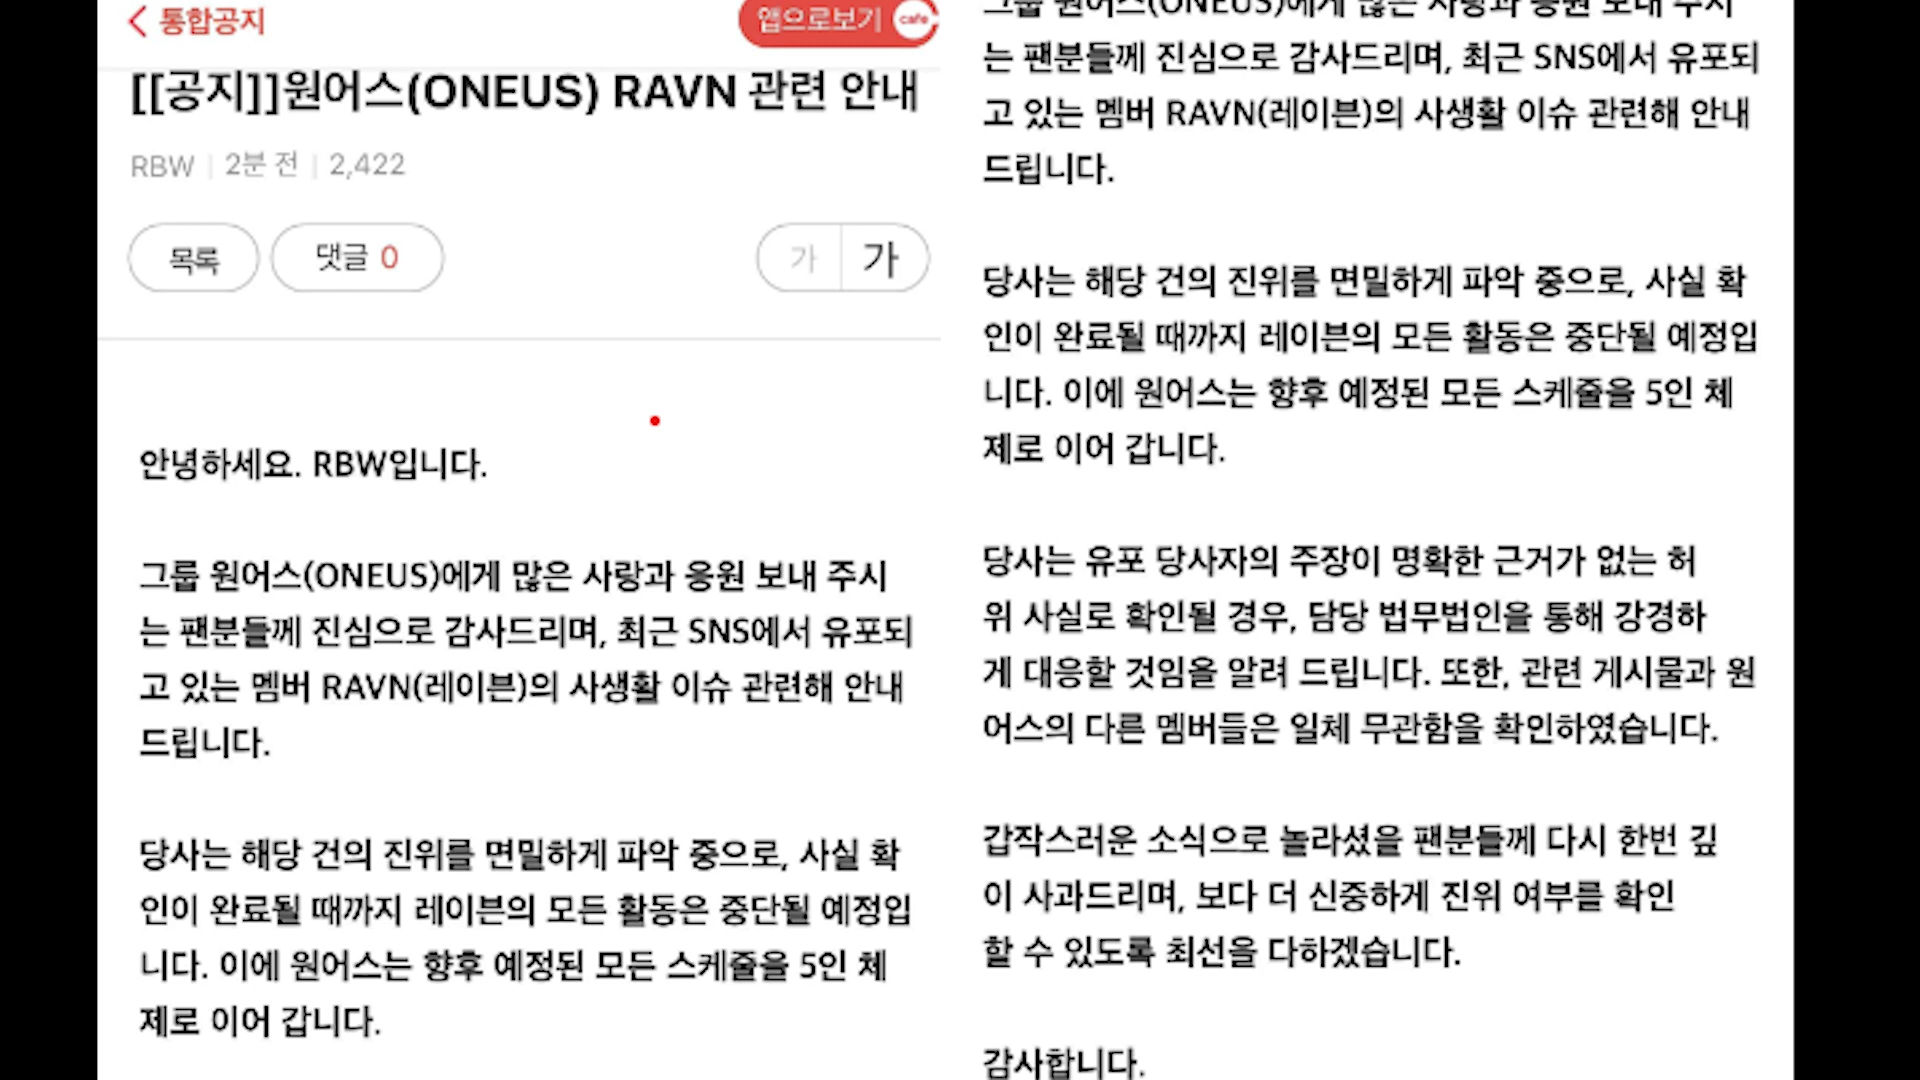 통합공지
앱으로보기 cafe
[[공지]]원어스(ONEUS) RAVN 관련 안내
RBW | 2분 전 | 2,422
목록 댓글 0 가 가
안녕하세요. RBW입니다.
그룹 원어스(ONEUS)에게 많은 사랑과 응원 보내 주시
는 팬분들께 진심으로 감사드리며, 최근 SNS에서 유포되
고 있는 멤버 RAVN(레이븐)의 사생활 이슈 관련해 안내
드립니다.
당사는 해당 건의 진위를 면밀하게 파악 중으로, 사실 확
인이 완료될 때까지 레이븐의 모든 활동은 중단될 예정입
니다. 이에 원어스는 향후 예정된 모든 스케줄을 5인 체
제로 이어 갑니다.
그룹 원어스(ONEUS)에게 많은 사랑과 응원 보내 주시
는 팬분들께 진심으로 감사드리며, 최근 SNS에서 유포되
고 있는 멤버 RAVN(레이븐)의 사생활 이슈 관련해 안내
드립니다.
당사는 해당 건의 진위를 면밀하게 파악 중으로, 사실 확
인이 완료될 때까지 레이븐의 모든 활동은 중단될 예정입
니다. 이에 원어스는 향후 예정된 모든 스케줄을 5인 체
제로 이어 갑니다.
당사는 유포 당사자의 주장이 명확한 근거가 없는 허
위 사실로 확인될 경우, 담당 법무법인을 통해 강경하
게 대응할 것임을 알려 드립니다. 또한, 관련 게시물과 원
어스의 다른 멤버들은 일체 무관함을 확인하였습니다.
갑작스러운 소식으로 놀라셨을 팬분들께 다시 한번 깊
이 사과드리며, 보다 더 신중하게 진위 여부를 확인
할 수 있도록 최선을 다하겠습니다.
감사합니다.